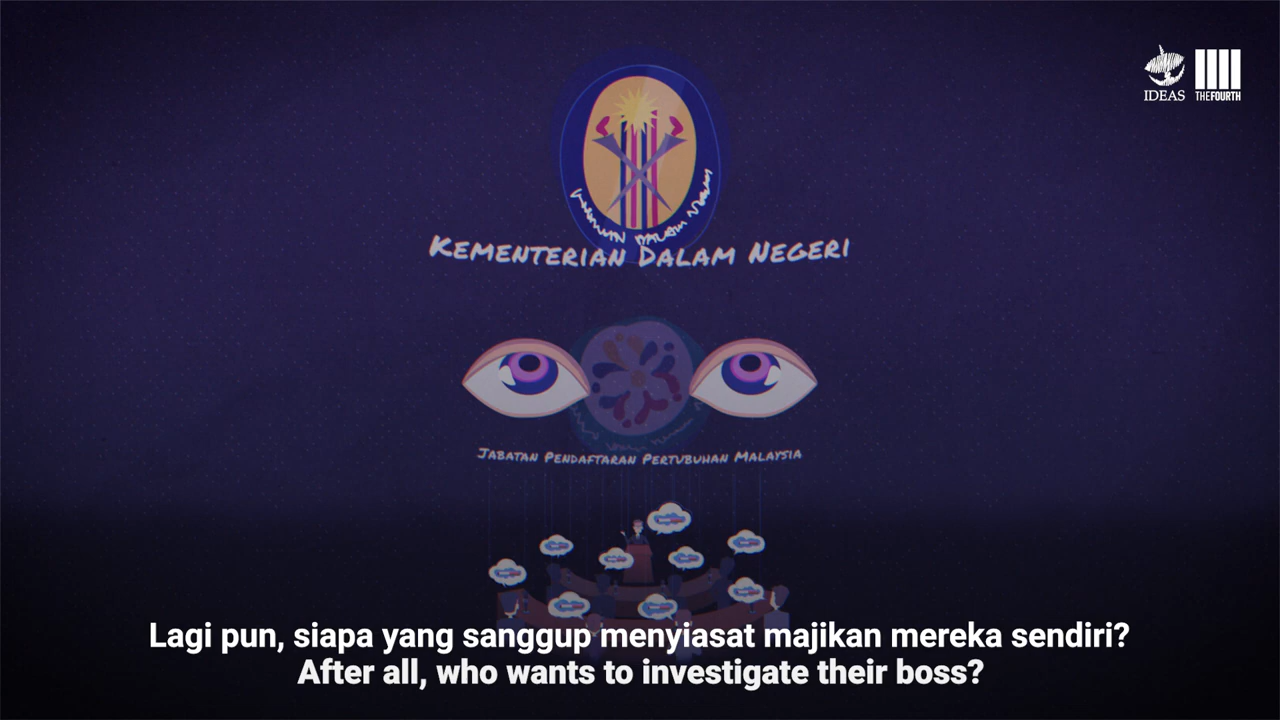 IDEAS
THE FOURTH
KEMENTERIAN DALAM NEGERI
JABATAN PENDAFTARAN PERTUBUHAN MALAYSIA
Lagi pun, siapa yang sanggup menyiasat majikan mereka sendiri?
After all, who wants to investigate their boss?